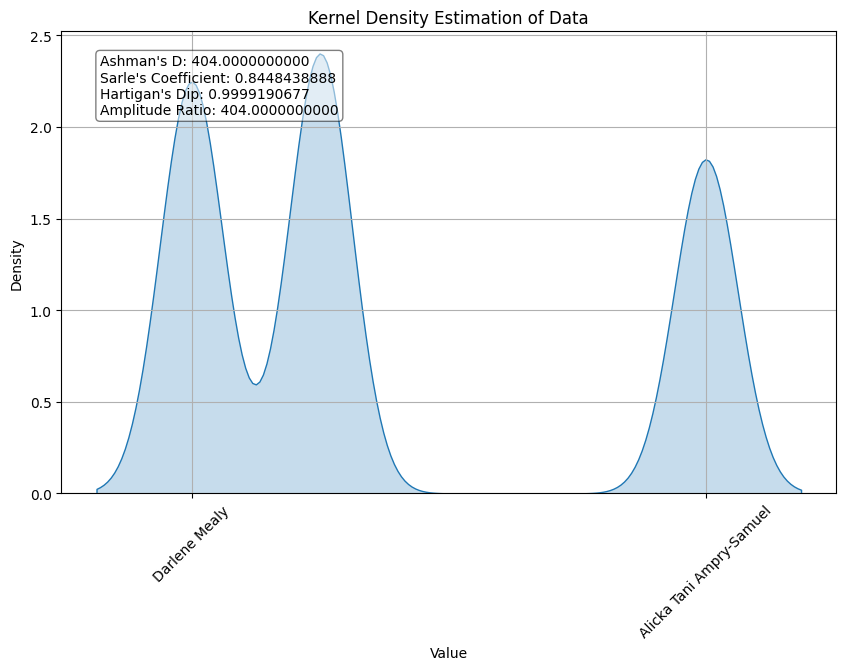 Kernel Density Estimation of Data
2.5
2.0
1.5
1.0
0.5
0.0
Density
Ashman's D: 404.0000000000
Sarle's Coefficient: 0.8448438888
Hartigan's Dip: 0.9999190677
Amplitude Ratio: 404.0000000000
Darlene Mealy
Alicka Tani Ampry-Samuel
Value